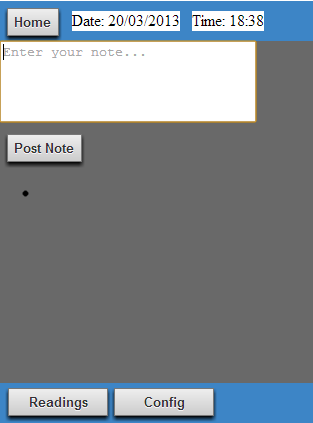 Home Date: 20/03/2013 Time: 18:38
Enter your note...
Post Note
Readings Config